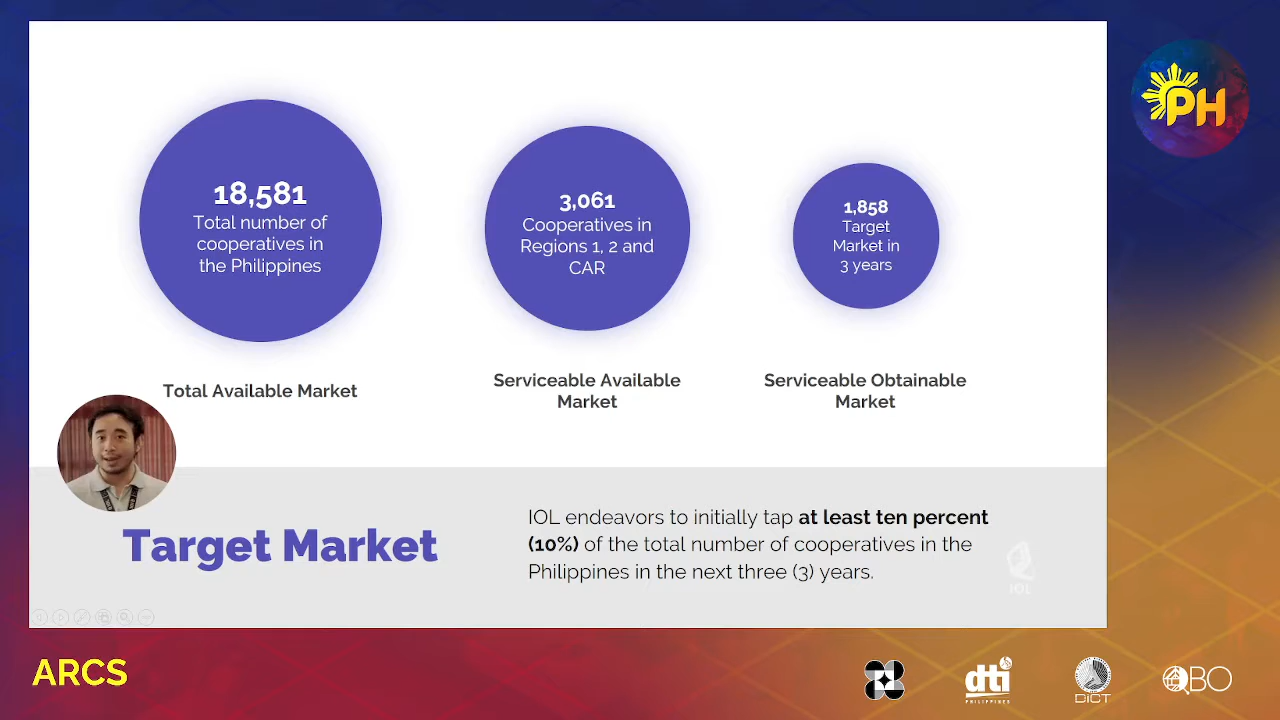 18,581
Total number of
cooperatives in
the Philippines
3,061
Cooperatives in
Regions 1, 2 and
CAR
1,858
Target
Market in
3 years
Total Available Market
Serviceable Available
Market
Serviceable Obtainable
Market
Target Market
IOL endeavors to initially tap at least ten percent
(10%) of the total number of cooperatives in the
Philippines in the next three (3) years.
IOL
PH
ARCS
dti
PHILIPPINES
DICT
QBO